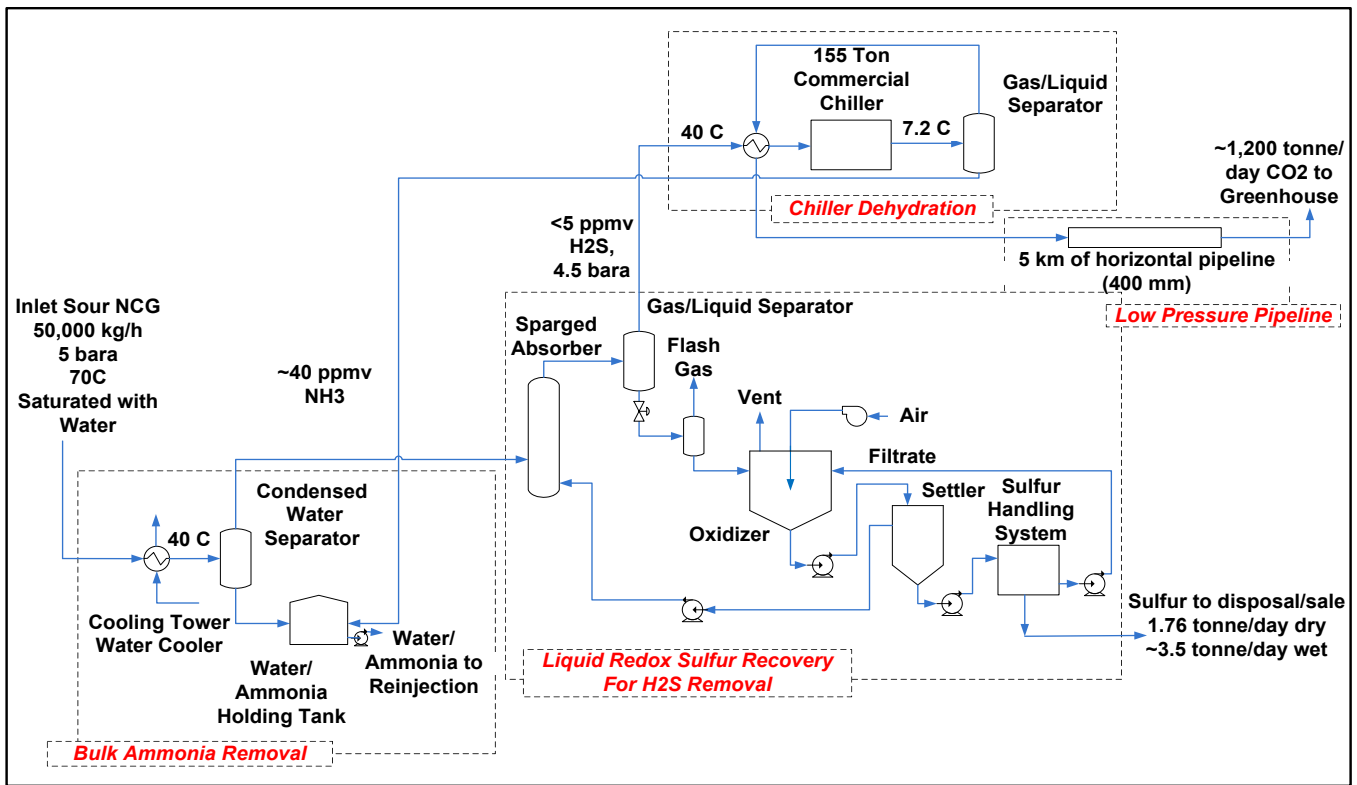 155 Ton
Commercial
Chiller
Gas/Liquid
Separator
40 C
7.2 C
~1,200 tonne/
day CO2 to
Greenhouse
Chiller Dehydration
<5 ppmv
H2S,
4.5 bara
5 km of horizontal pipeline
(400 mm)
Low Pressure Pipeline
Inlet Sour NCG
50,000 kg/h
5 bara
70C
Saturated with
Water
~40 ppmv
NH3
Gas/Liquid Separator
Sparged
Absorber
Flash
Gas
Vent
Air
Filtrate
Condensed
Water
Separator
40 C
Oxidizer
Settler
Sulfur
Handling
System
Cooling Tower
Water Cooler
Water/
Ammonia
Holding Tank
Water/
Ammonia to
Reinjection
Sulfur to disposal/sale
1.76 tonne/day dry
~3.5 tonne/day wet
Liquid Redox Sulfur Recovery
For H2S Removal
Bulk Ammonia Removal